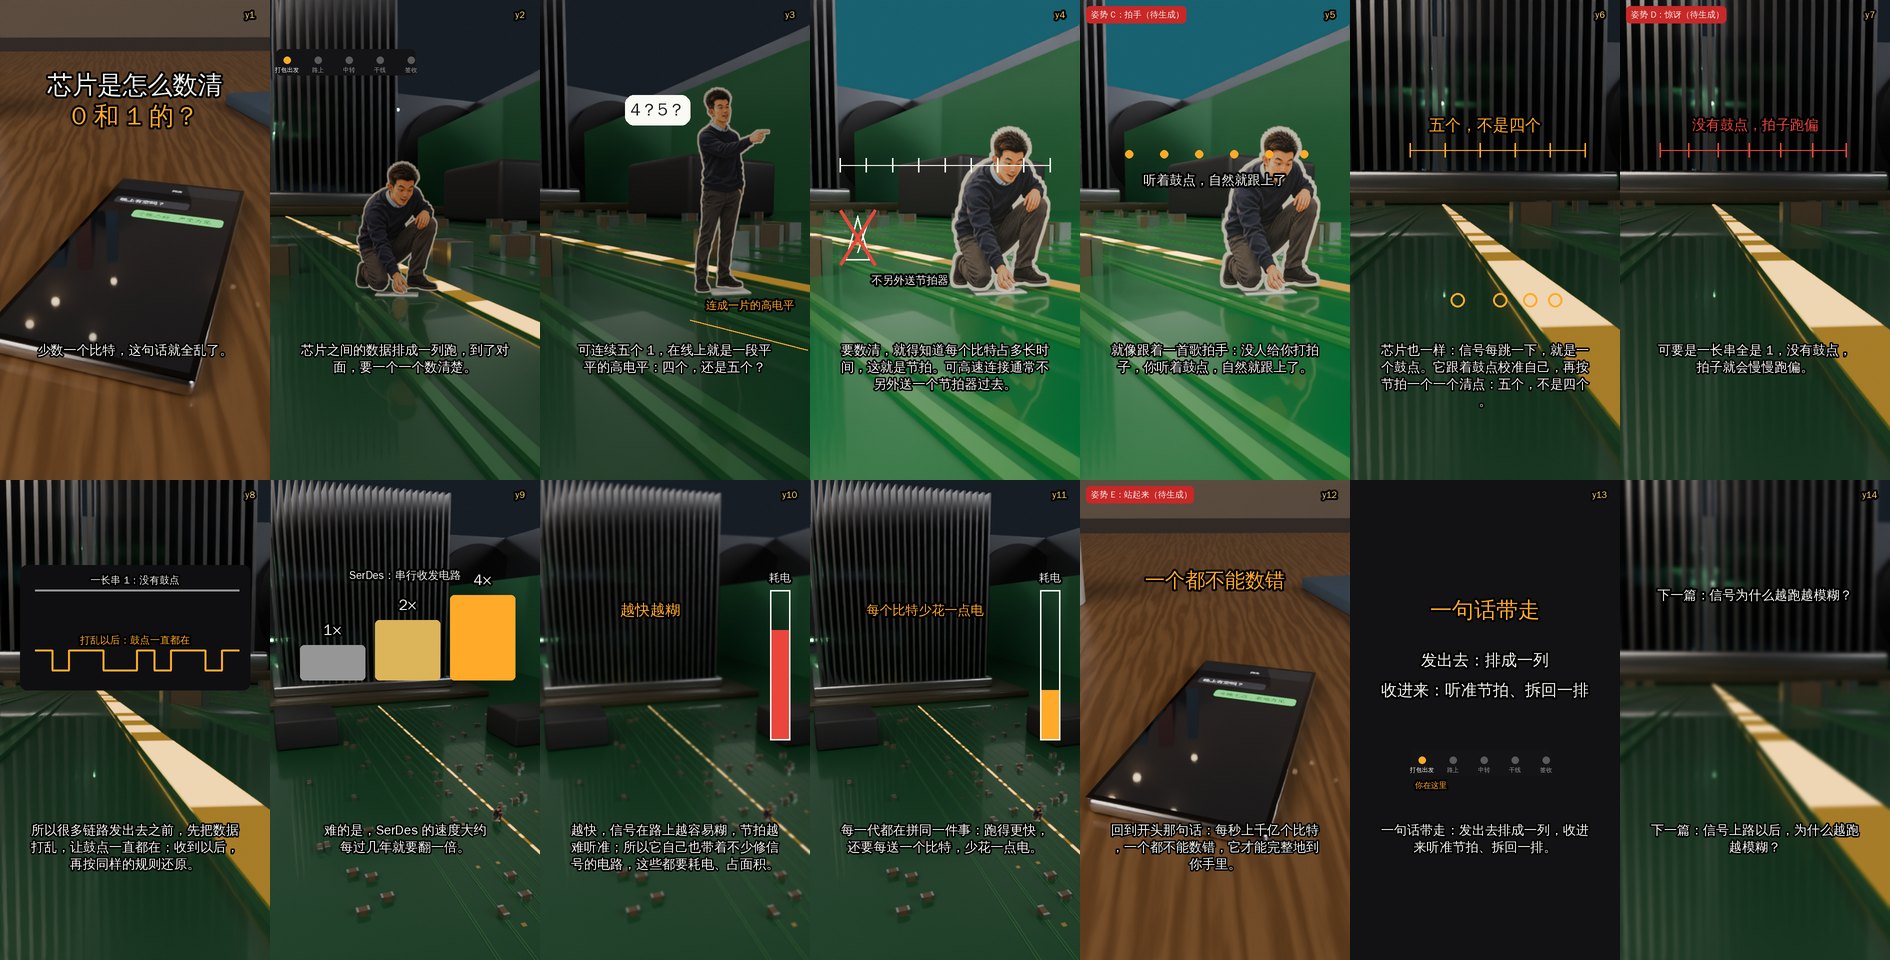 y1
芯片是怎么数清
0 和 1 的？
晚上有空吗？
少数一个比特，这句话就全乱了。
y2
打包出发 路上 中转 干线 签收
芯片之间的数据排成一列跑，到了对
面，要一个一个数清楚。
y3
4？5？
连成一片的高电平
可连续五个 1，在线上就是一段平
平的高电平：四个，还是五个？
y4
不另外送节拍器
要数清，就得知道每个比特占多长时
间，这就是节拍。可高速连接通常不
另外送一个节拍器过去。
姿势 C：拍手（待生成）
y5
听着鼓点，自然就跟上了
就像跟着一首歌拍手：没人给你打拍
子，你听着鼓点，自然就跟上了。
y6
五个，不是四个
芯片也一样：信号每跳一下，就是一
个鼓点。它跟着鼓点校准自己，再按
节拍一个一个清点：五个，不是四个
。
姿势 D：惊讶（待生成）
y7
没有鼓点，拍子跑偏
可要是一长串全是 1，没有鼓点，
拍子就会慢慢跑偏。
y8
一长串 1：没有鼓点
打乱以后：鼓点一直都在
所以很多链路发出去之前，先把数据
打乱，让鼓点一直都在；收到以后，
再按同样的规则还原。
y9
SerDes：串行收发电路
1×
2×
4×
难的是，SerDes 的速度大约
每过几年就要翻一倍。
y10
耗电
越快越糊
越快，信号在路上越容易糊，节拍越
难听准；所以它自己也带着不少修信
号的电路，这些都要耗电、占面积。
y11
耗电
每个比特少花一点电
每一代都在拼同一件事：跑得更快，
还要每送一个比特，少花一点电。
姿势 E：站起来（待生成）
y12
一个都不能数错
晚上有空吗？
回到开头那句话：每秒上千亿个比特
，一个都不能数错，它才能完整地到
你手里。
y13
一句话带走
发出去：排成一列
收进来：听准节拍、拆回一排
打包出发 路上 中转 干线 签收
你在这里
一句话带走：发出去排成一列，收进
来听准节拍、拆回一排。
y14
下一篇：信号为什么越跑越模糊？
下一篇：信号上路以后，为什么越跑
越模糊？